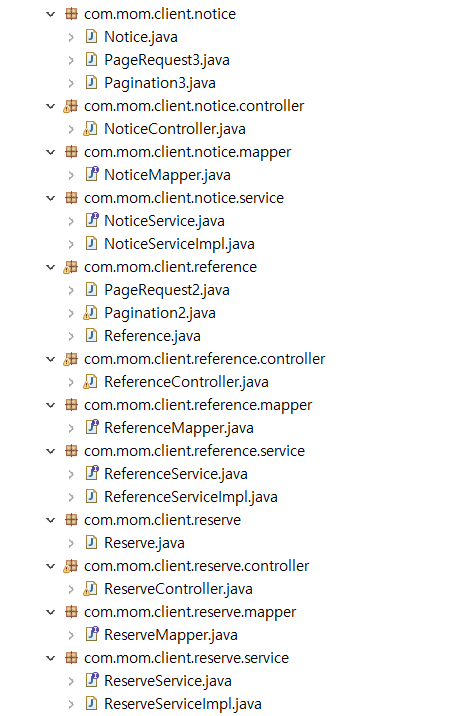 com.mom.client.notice
Notice.java
PageRequest3.java
Pagination3.java
com.mom.client.notice.controller
NoticeController.java
com.mom.client.notice.mapper
NoticeMapper.java
com.mom.client.notice.service
NoticeService.java
NoticeServiceImpl.java
com.mom.client.reference
PageRequest2.java
Pagination2.java
Reference.java
com.mom.client.reference.controller
ReferenceController.java
com.mom.client.reference.mapper
ReferenceMapper.java
com.mom.client.reference.service
ReferenceService.java
ReferenceServiceImpl.java
com.mom.client.reserve
Reserve.java
com.mom.client.reserve.controller
ReserveController.java
com.mom.client.reserve.mapper
ReserveMapper.java
com.mom.client.reserve.service
ReserveService.java
ReserveServiceImpl.java